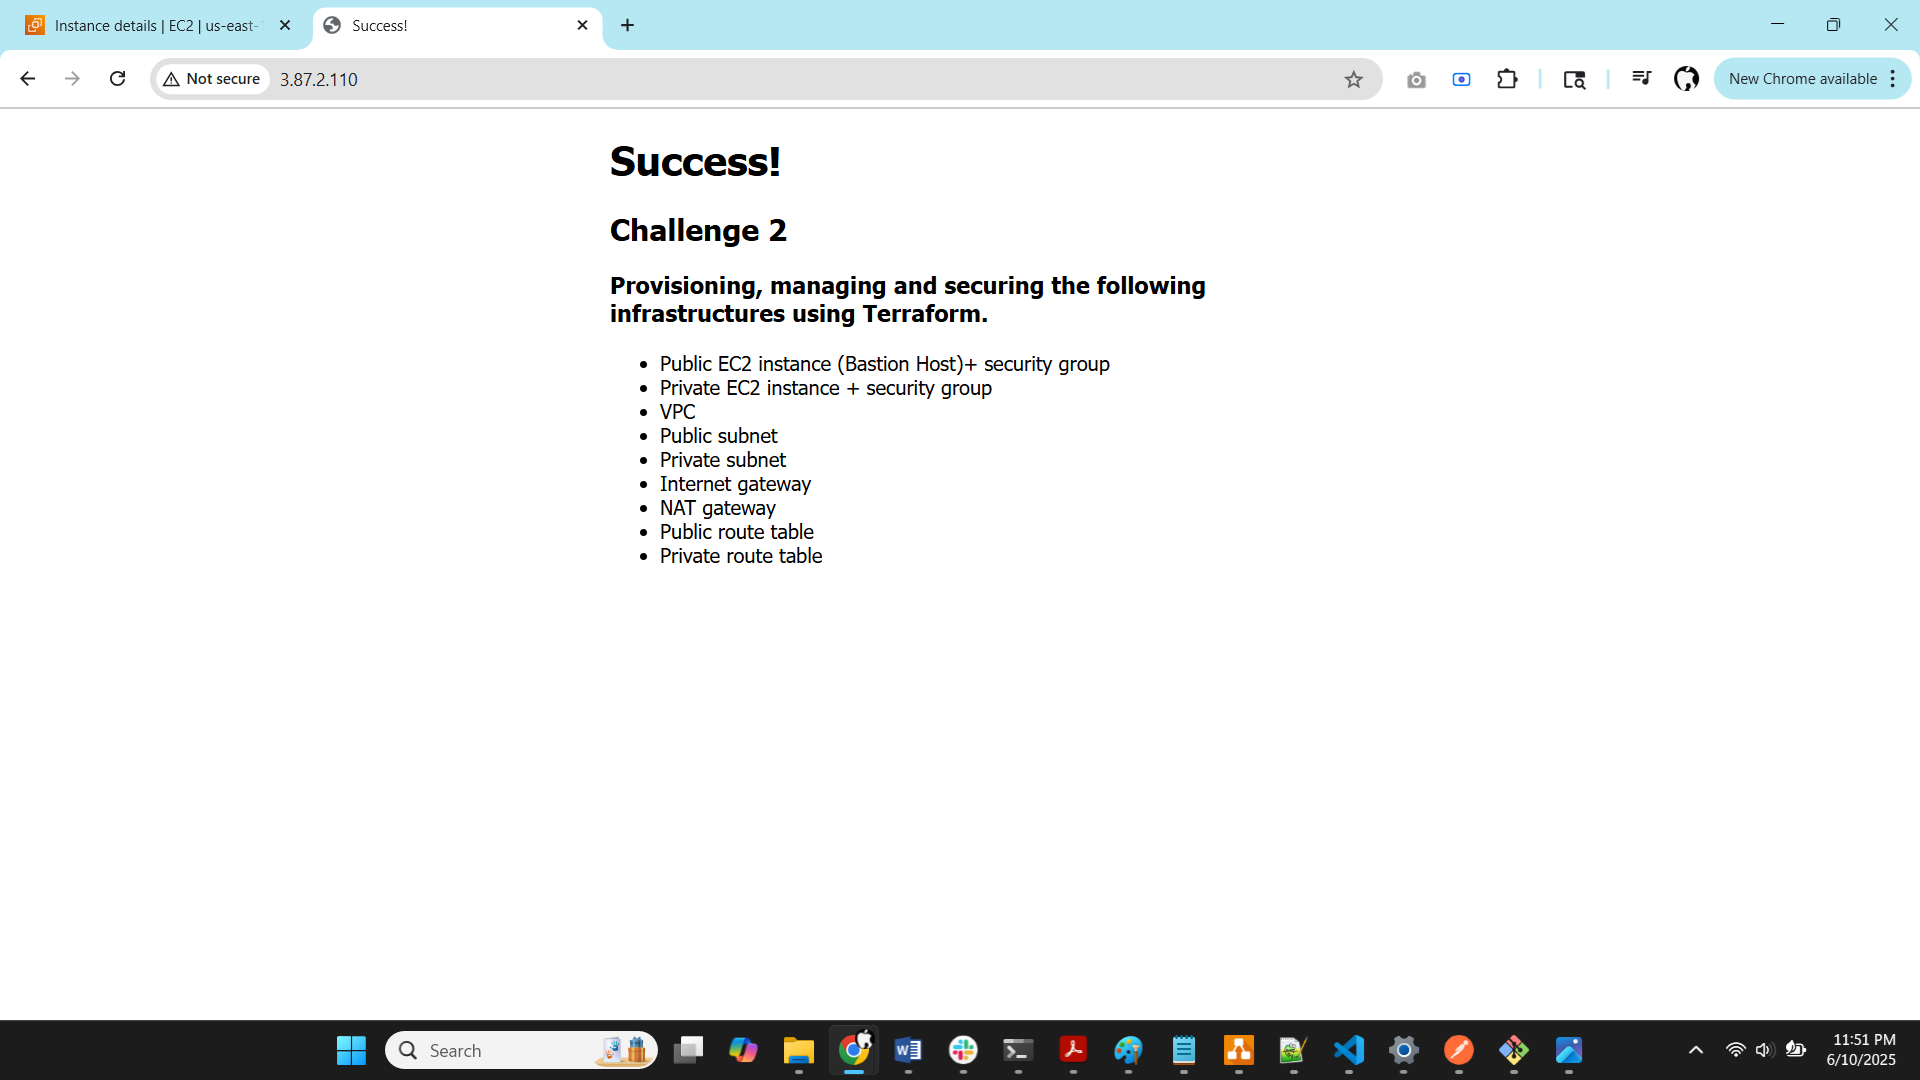 Instance details | EC2 | us-east-
Success!
Not secure
3.87.2.110
New Chrome available
Success!
Challenge 2
Provisioning, managing and securing the following
infrastructures using Terraform.
Public EC2 instance (Bastion Host)+ security group
Private EC2 instance + security group
VPC
Public subnet
Private subnet
Internet gateway
NAT gateway
Public route table
Private route table
Search
11:51 PM
6/10/2025